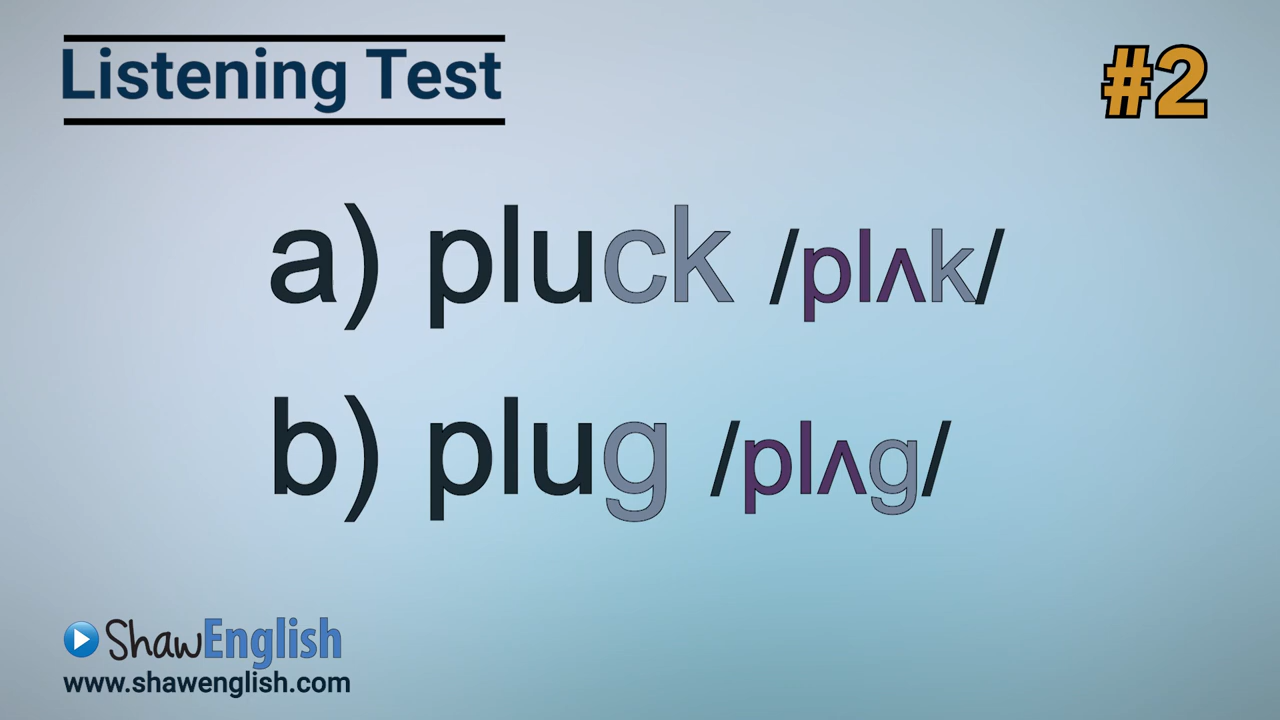 Listening Test
#2
a) pluck /plʌk/
b) plug /plʌg/
ShawEnglish
www.shawenglish.com